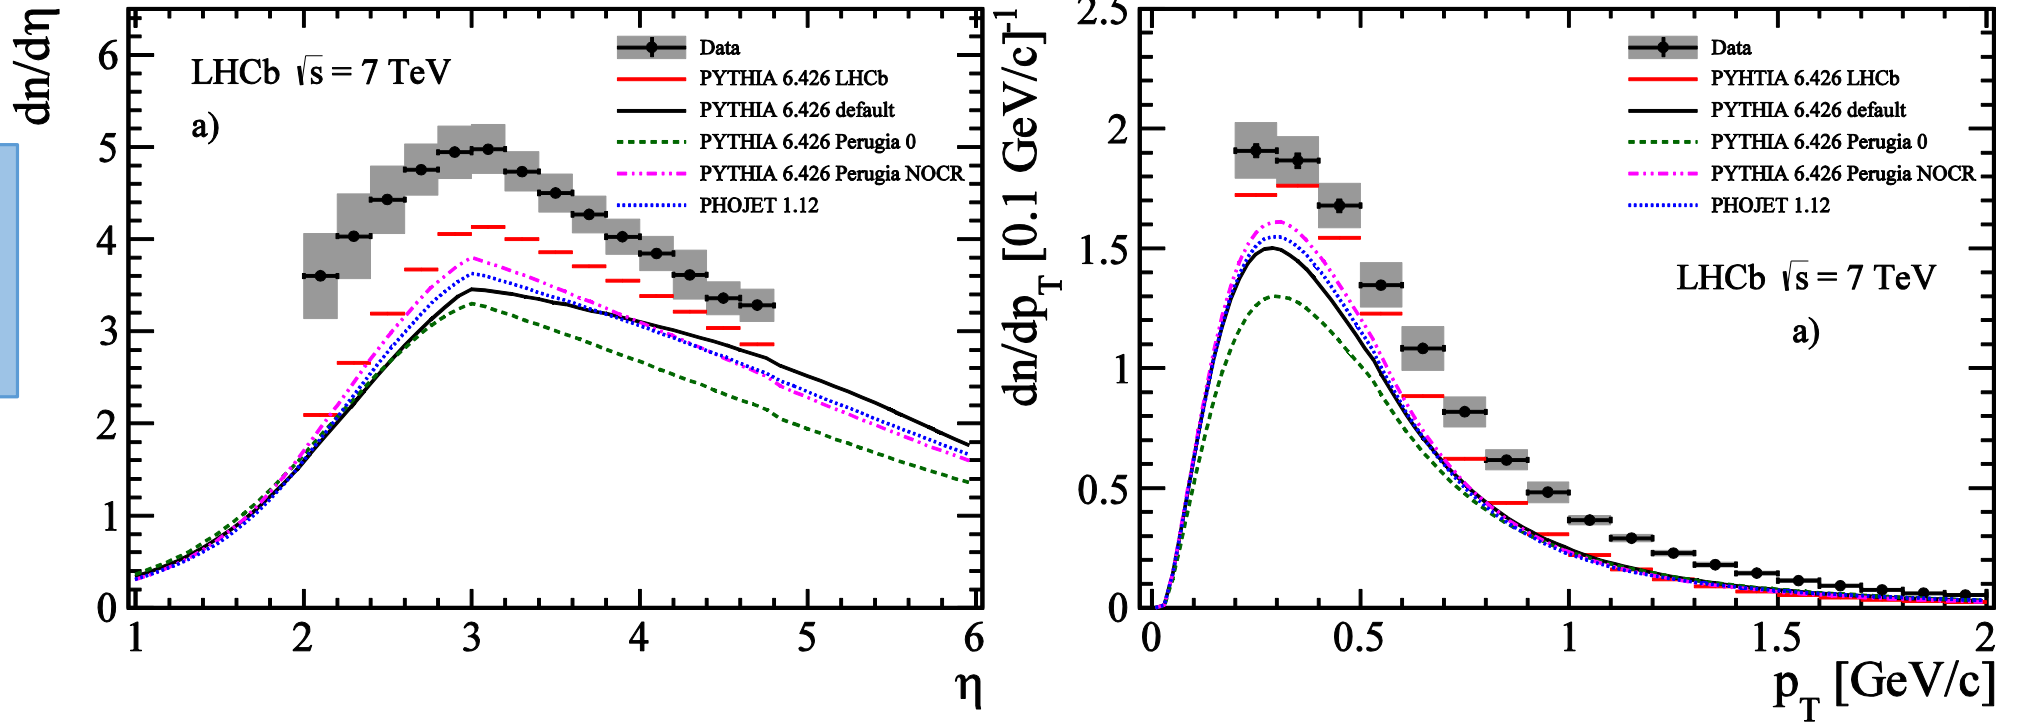 dn/dη
6
5
4
3
2
1
0
LHCb √s = 7 TeV
a)
Data
PYTHIA 6.426 LHCb
PYTHIA 6.426 default
PYTHIA 6.426 Perugia 0
PYTHIA 6.426 Perugia NOCR
PHOJET 1.12
1 2 3 4 5 6
η
dn/dp_T [0.1 GeV/c]^-1
2.5
2
1.5
1
0.5
0
Data
PYHTIA 6.426 LHCb
PYTHIA 6.426 default
PYTHIA 6.426 Perugia 0
PYTHIA 6.426 Perugia NOCR
PHOJET 1.12
LHCb √s = 7 TeV
a)
0 0.5 1 1.5 2
p_T [GeV/c]